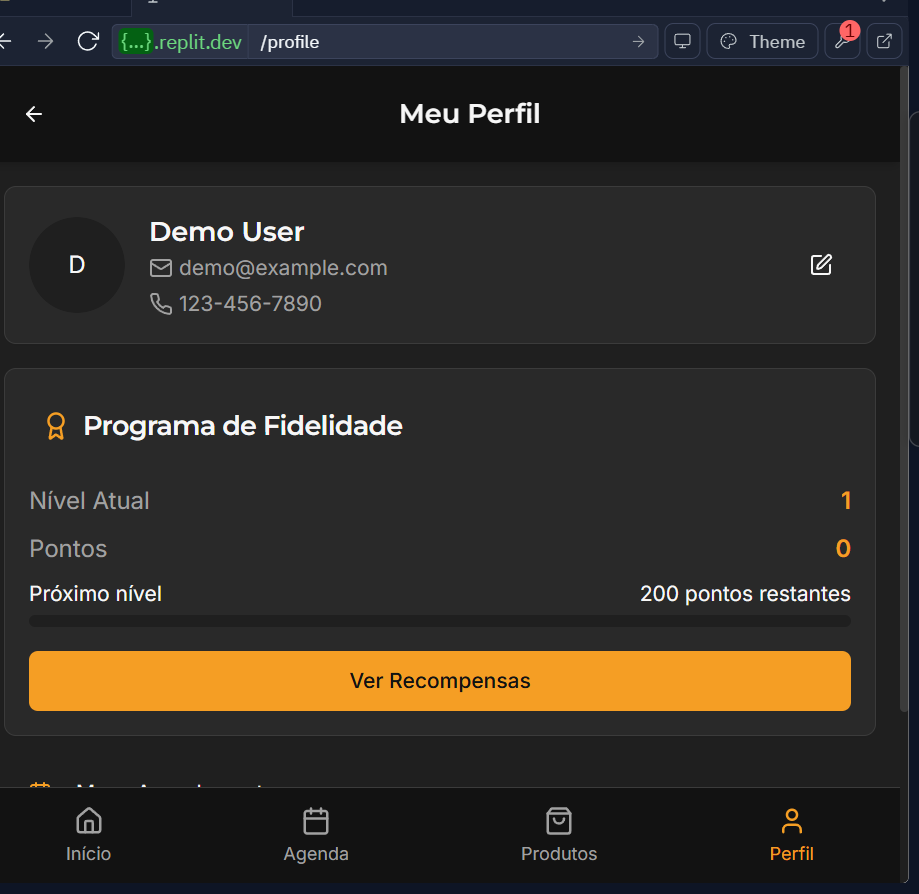 {...}.replit.dev /profile
Theme
1
Meu Perfil
D
Demo User
demo@example.com
123-456-7890
Programa de Fidelidade
Nível Atual 1
Pontos 0
Próximo nível 200 pontos restantes
Ver Recompensas
Início Agenda Produtos Perfil